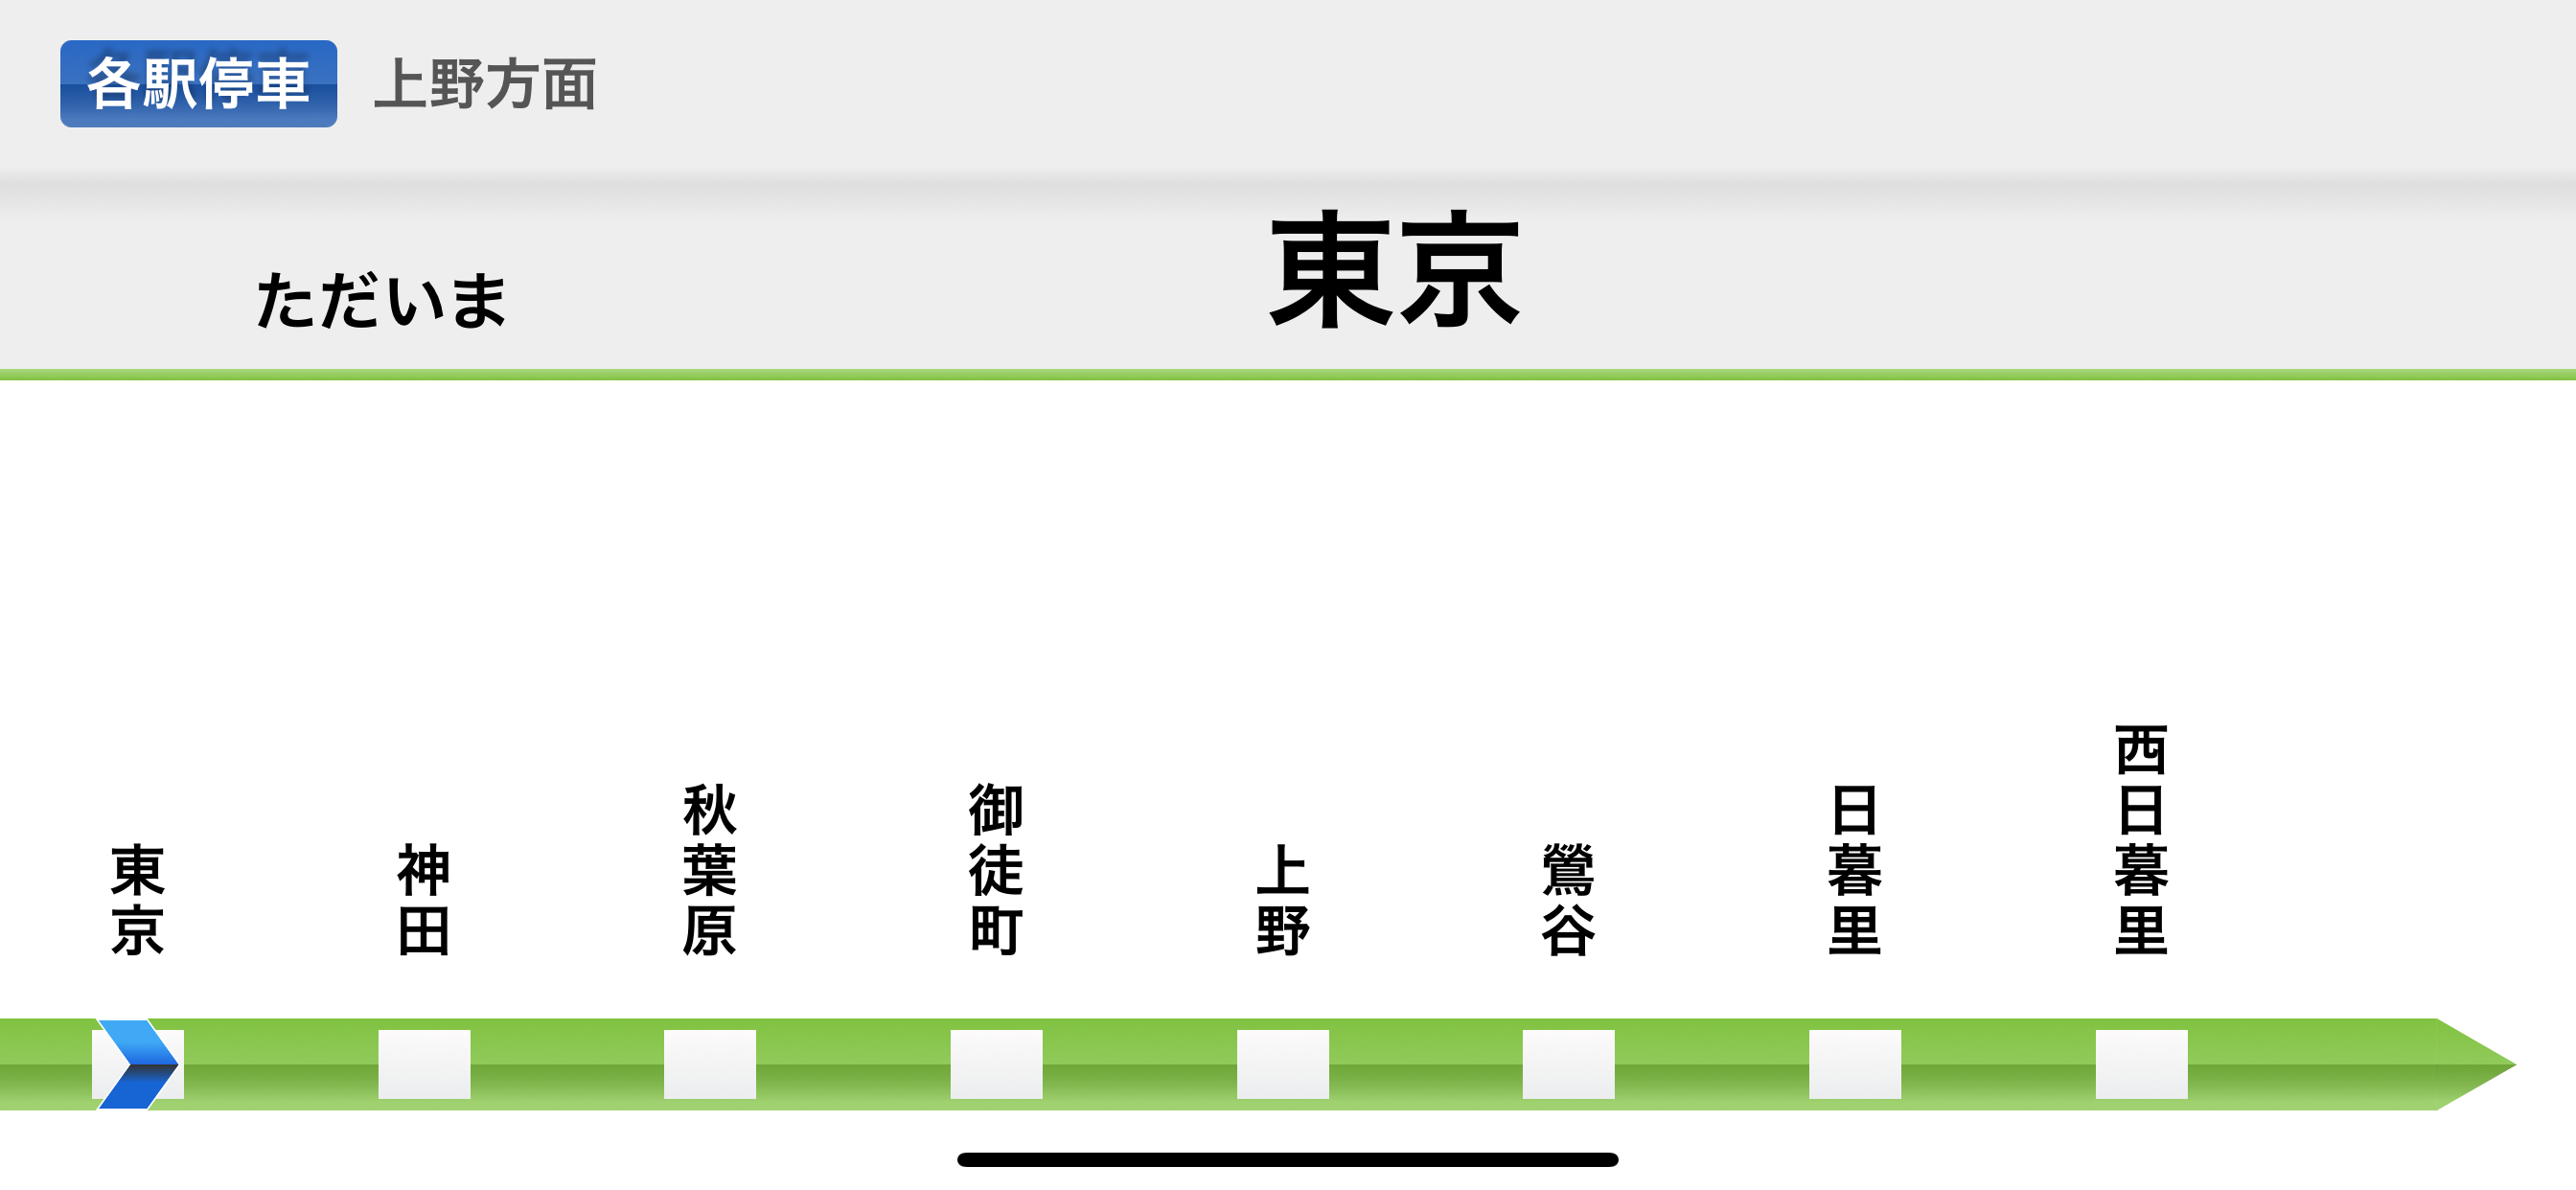 各駅停車 上野方面
ただいま 東京
東京
神田
秋葉原
御徒町
上野
鶯谷
日暮里
西日暮里